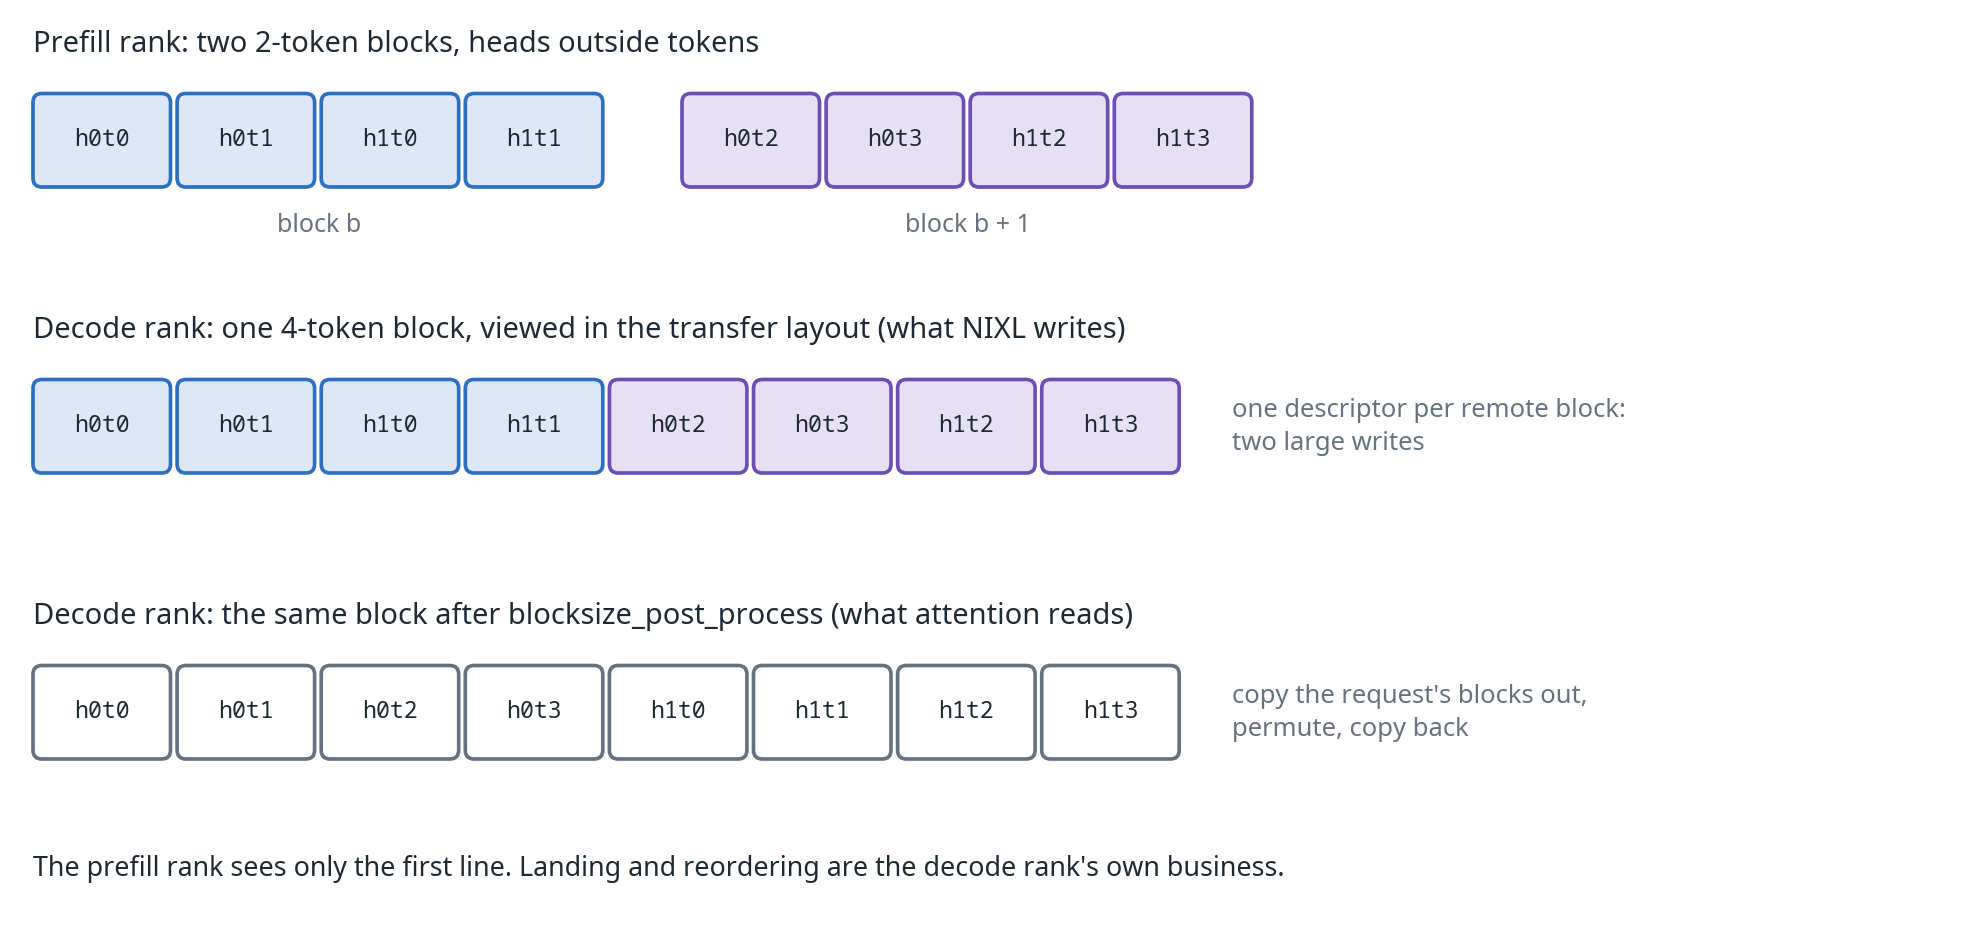 Prefill rank: two 2-token blocks, heads outside tokens
h0t0 h0t1 h1t0 h1t1 h0t2 h0t3 h1t2 h1t3
block b block b + 1
Decode rank: one 4-token block, viewed in the transfer layout (what NIXL writes)
h0t0 h0t1 h1t0 h1t1 h0t2 h0t3 h1t2 h1t3
one descriptor per remote block:
two large writes
Decode rank: the same block after blocksize_post_process (what attention reads)
h0t0 h0t1 h0t2 h0t3 h1t0 h1t1 h1t2 h1t3
copy the request's blocks out,
permute, copy back
The prefill rank sees only the first line. Landing and reordering are the decode rank's own business.